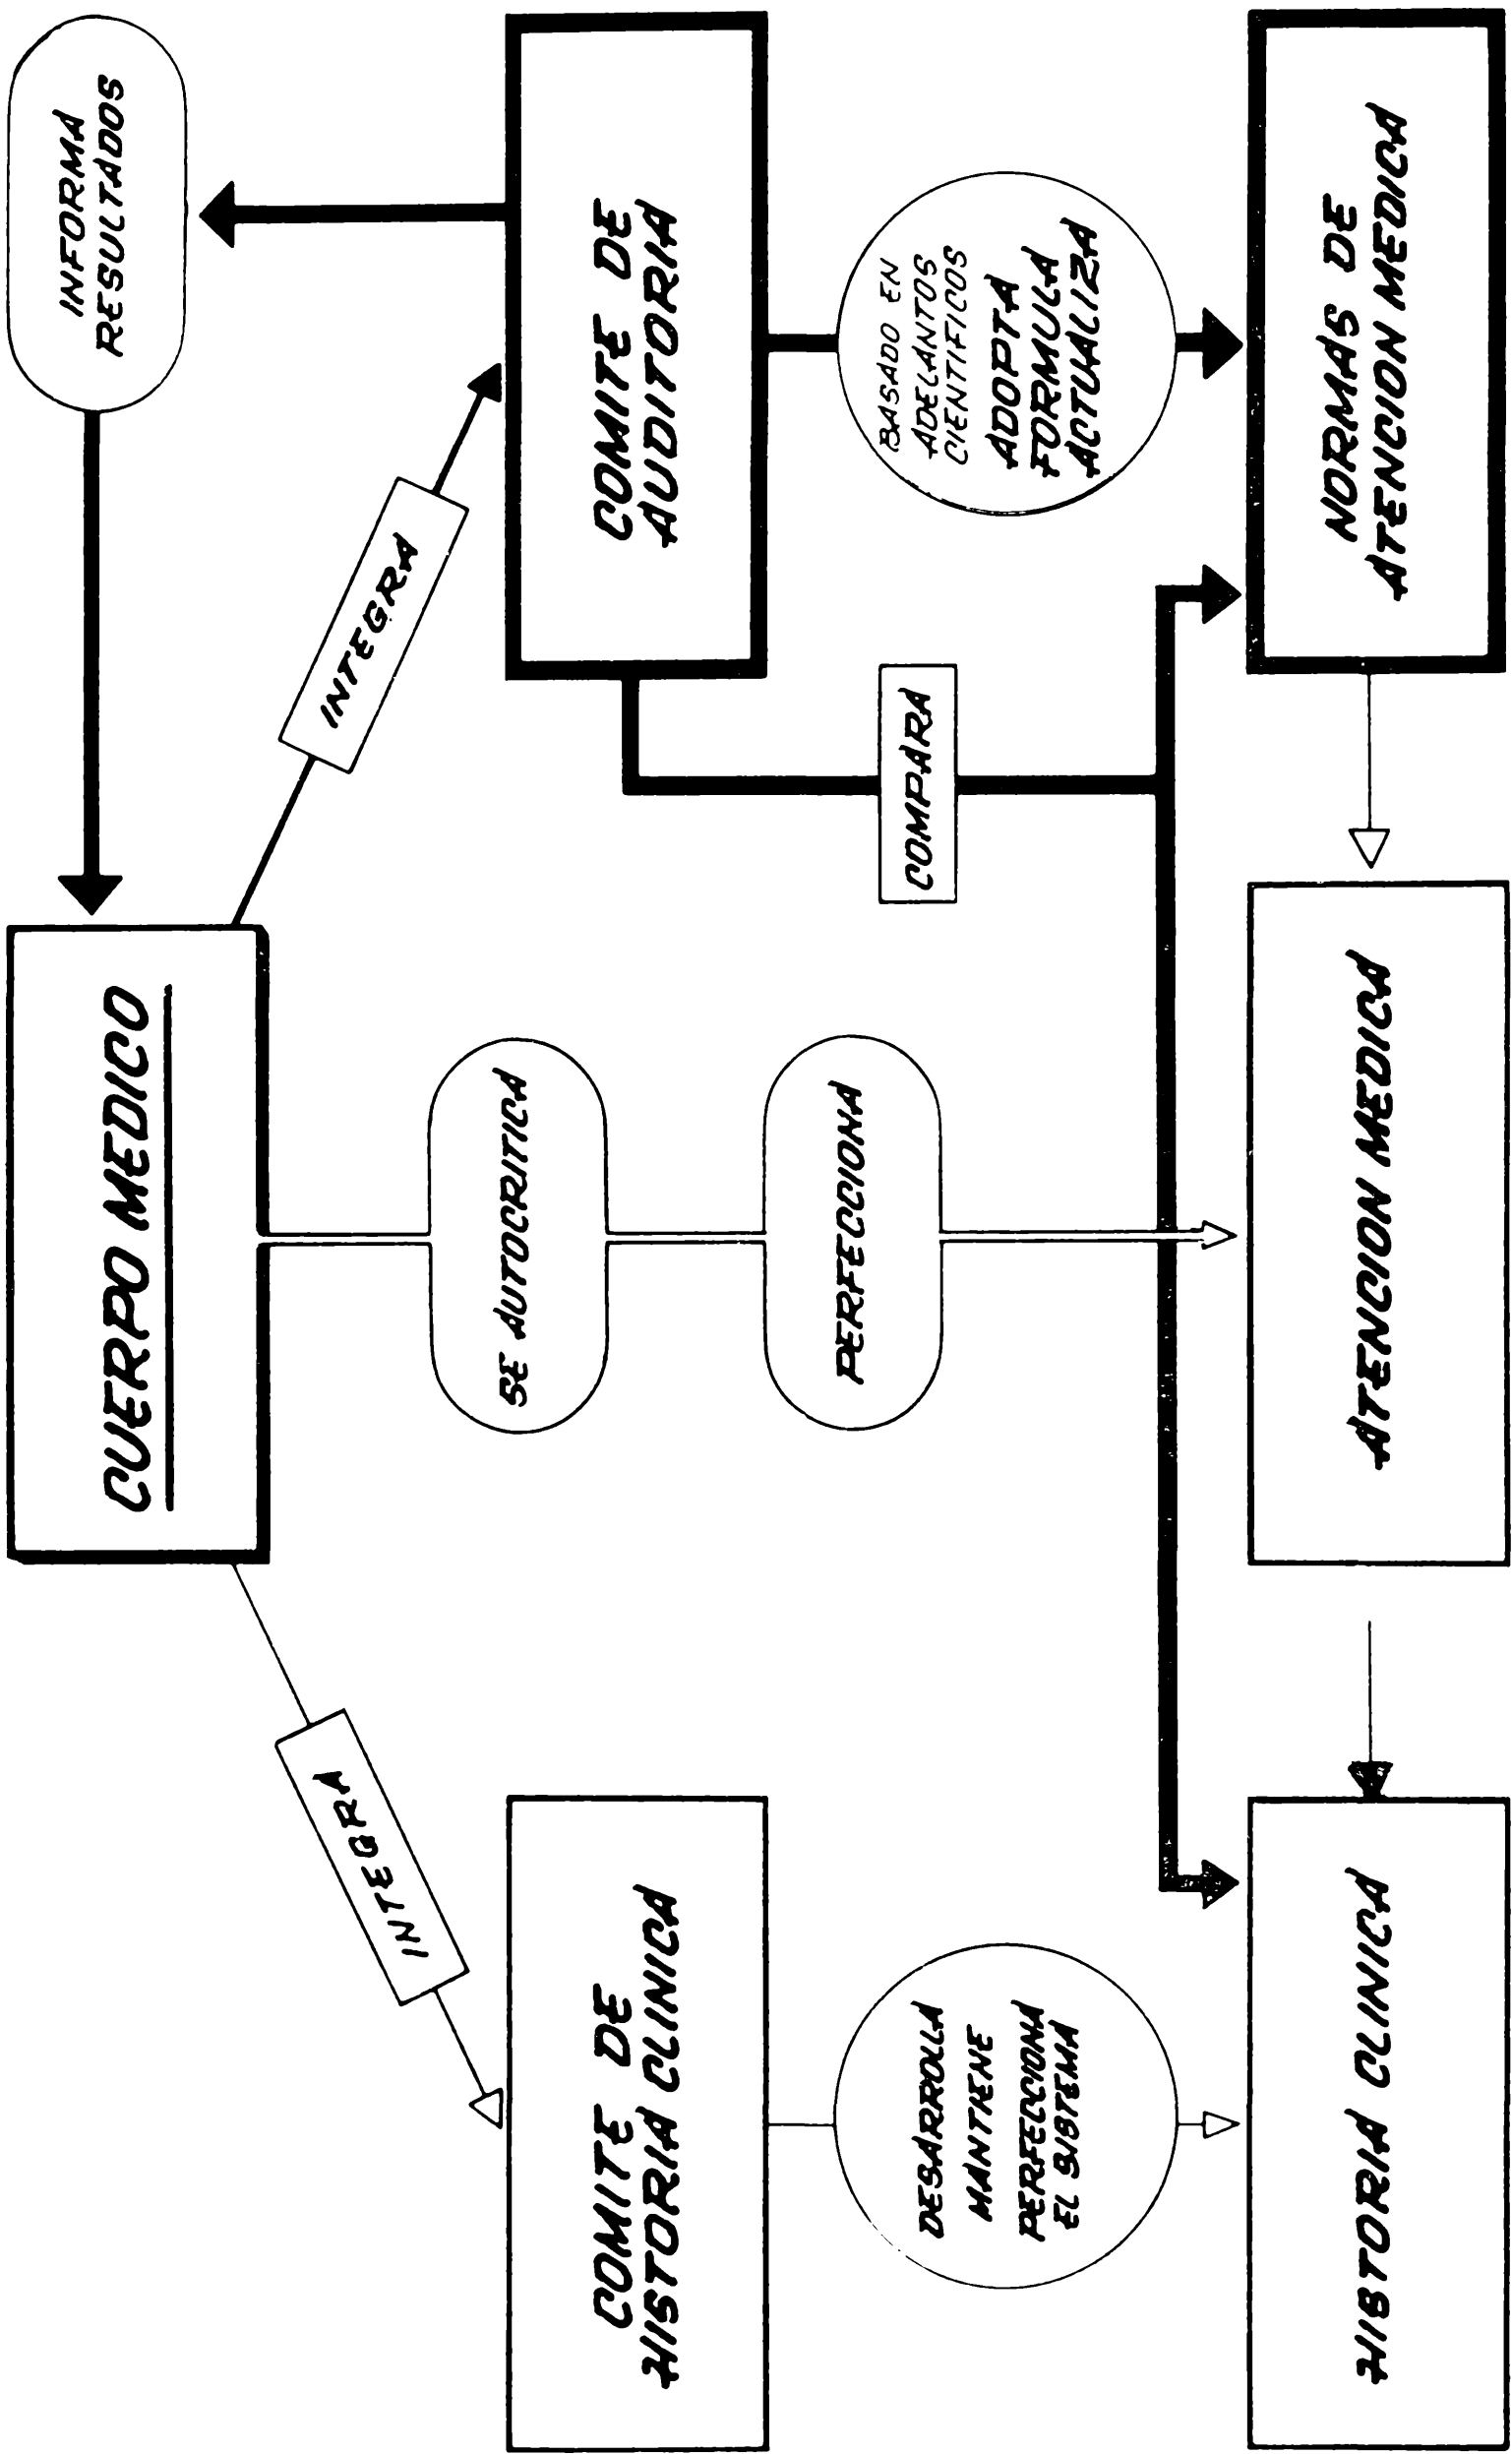 CUERPO MEDICO
INFORMA
RESULTADOS
INTEGRA
INTEGRA
SE AUTOCRITICA
COMITE DE
HISTORIA CLINICA
COMITE DE
AUDITORIA
PERFECCIONA
COMPARA
DESARROLLA
MANTIENE
PERFECCIONA
EL SISTEMA
BASADO EN
ADELANTOS
CIENTIFICOS
ADOPTA
FORMULA
ACTUALIZA
HISTORIA CLINICA
ATENCION MEDICA
NORMAS DE
ATENCION MEDICA